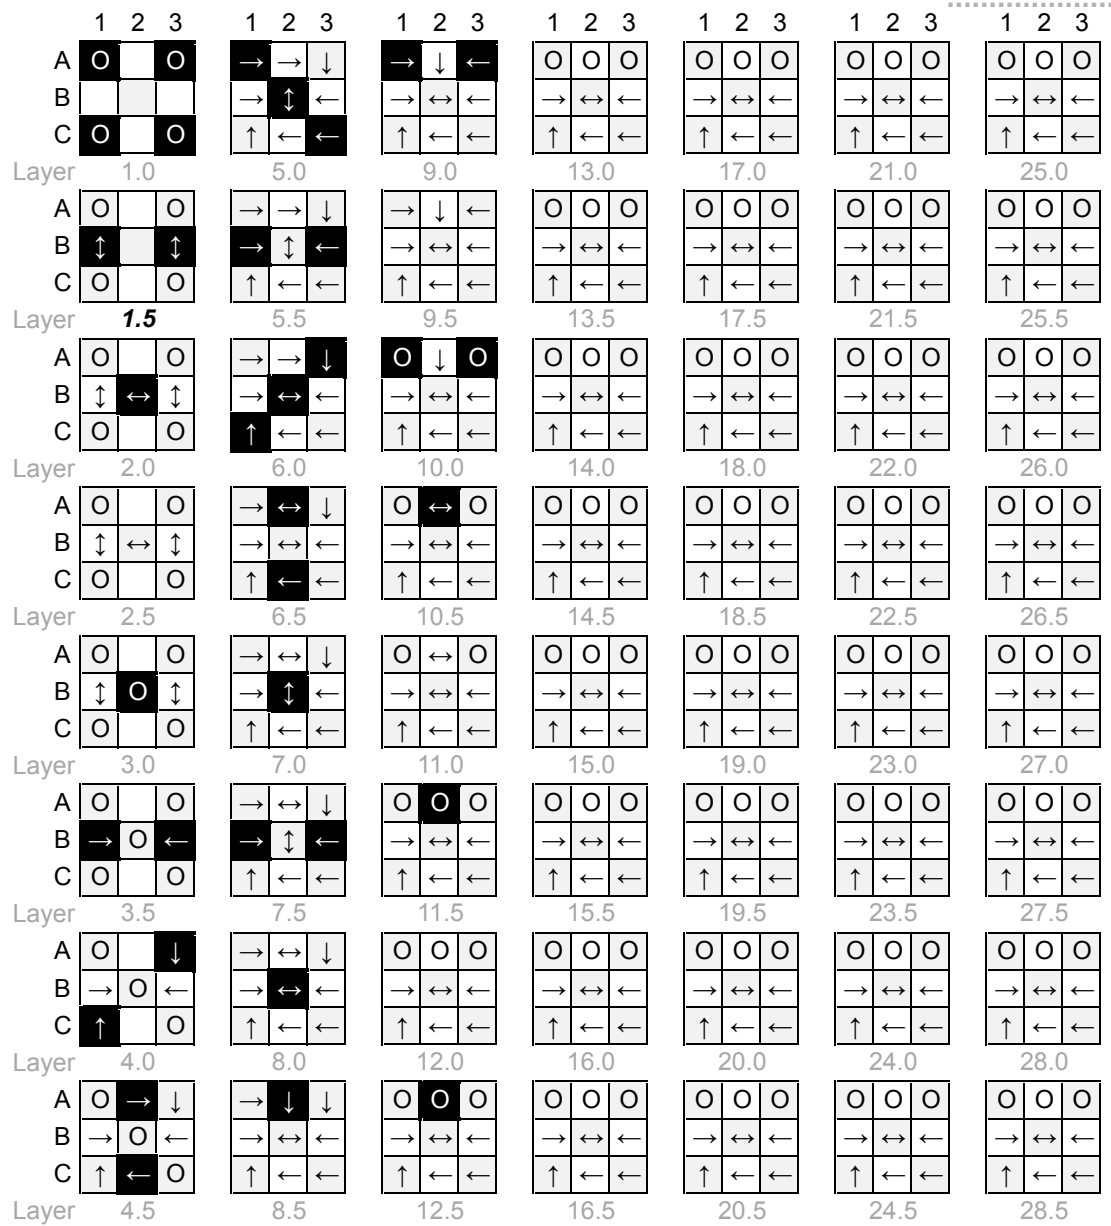 1 2 3 1 2 3 1 2 3 1 2 3 1 2 3 1 2 3 1 2 3
A O O → → ↓ → ↓ ← O O O O O O O O O O O O
B → ↕ ← → ↔ ← → ↔ ← → ↔ ← → ↔ ← → ↔ ←
C O O ↑ ← ← ↑ ← ← ↑ ← ← ↑ ← ← ↑ ← ← ↑ ← ←
Layer 1.0 5.0 9.0 13.0 17.0 21.0 25.0
A O O → → ↓ → ↓ ← O O O O O O O O O O O O
B ↕ ↕ → ↕ ← → ↔ ← → ↔ ← → ↔ ← → ↔ ← → ↔ ←
C O O ↑ ← ← ↑ ← ← ↑ ← ← ↑ ← ← ↑ ← ← ↑ ← ←
Layer 1.5 5.5 9.5 13.5 17.5 21.5 25.5
A O O → → ↓ O ↓ O O O O O O O O O O O O O
B ↕ ↔ ↕ → ↔ ← → ↔ ← → ↔ ← → ↔ ← → ↔ ← → ↔ ←
C O O ↑ ← ← ↑ ← ← ↑ ← ← ↑ ← ← ↑ ← ← ↑ ← ←
Layer 2.0 6.0 10.0 14.0 18.0 22.0 26.0
A O O → ↔ ↓ O ↔ O O O O O O O O O O O O O
B ↕ ↔ ↕ → ↔ ← → ↔ ← → ↔ ← → ↔ ← → ↔ ← → ↔ ←
C O O ↑ ← ← ↑ ← ← ↑ ← ← ↑ ← ← ↑ ← ← ↑ ← ←
Layer 2.5 6.5 10.5 14.5 18.5 22.5 26.5
A O O → ↔ ↓ O ↔ O O O O O O O O O O O O O
B ↕ O ↕ → ↕ ← → ↔ ← → ↔ ← → ↔ ← → ↔ ← → ↔ ←
C O O ↑ ← ← ↑ ← ← ↑ ← ← ↑ ← ← ↑ ← ← ↑ ← ←
Layer 3.0 7.0 11.0 15.0 19.0 23.0 27.0
A O O → ↔ ↓ O O O O O O O O O O O O O O O
B → O ← → ↕ ← → ↔ ← → ↔ ← → ↔ ← → ↔ ← → ↔ ←
C O O ↑ ← ← ↑ ← ← ↑ ← ← ↑ ← ← ↑ ← ← ↑ ← ←
Layer 3.5 7.5 11.5 15.5 19.5 23.5 27.5
A O ↓ → ↔ ↓ O O O O O O O O O O O O O O O
B → O ← → ↔ ← → ↔ ← → ↔ ← → ↔ ← → ↔ ← → ↔ ←
C ↑ O ↑ ← ← ↑ ← ← ↑ ← ← ↑ ← ← ↑ ← ← ↑ ← ←
Layer 4.0 8.0 12.0 16.0 20.0 24.0 28.0
A O → ↓ → ↓ ↓ O O O O O O O O O O O O O O O
B → O ← → ↔ ← → ↔ ← → ↔ ← → ↔ ← → ↔ ← → ↔ ←
C ↑ ← O ↑ ← ← ↑ ← ← ↑ ← ← ↑ ← ← ↑ ← ← ↑ ← ←
Layer 4.5 8.5 12.5 16.5 20.5 24.5 28.5